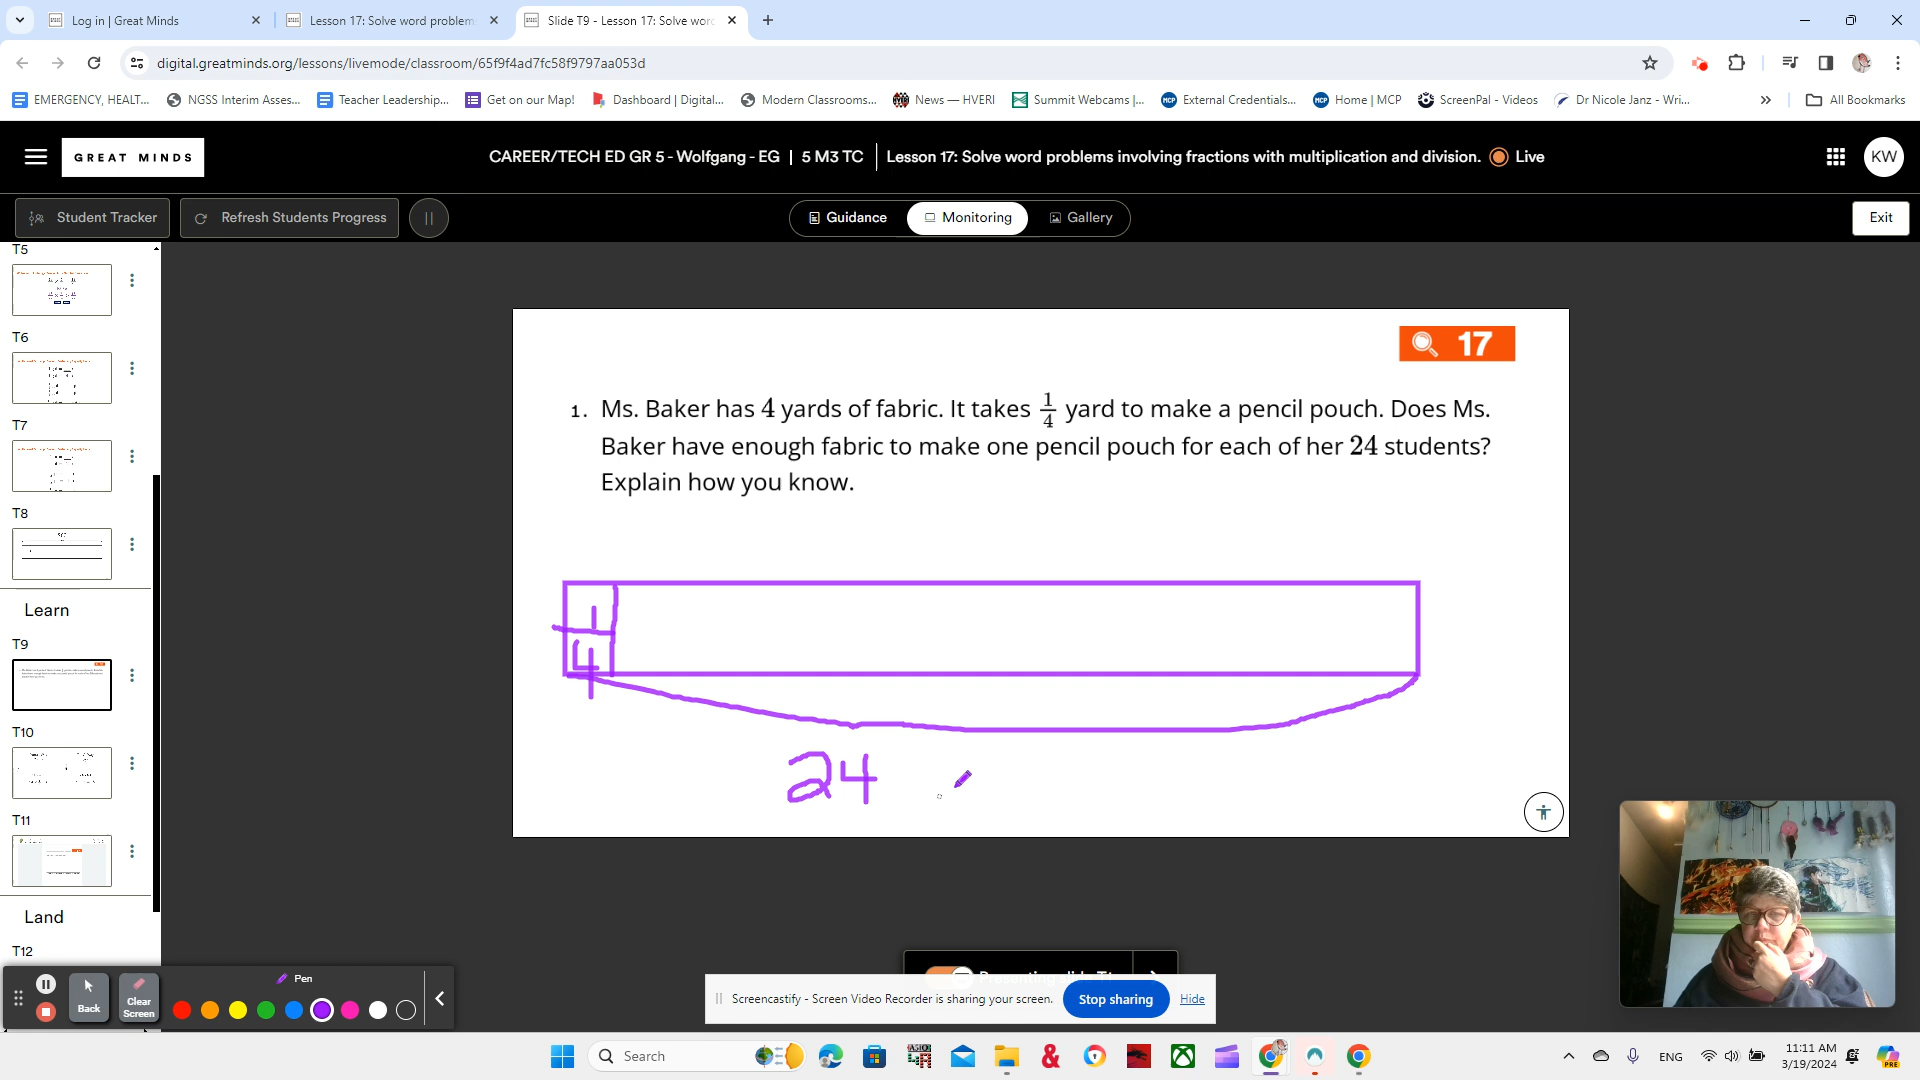 Log in | Great Minds
Lesson 17: Solve word problem
Slide T9 - Lesson 17: Solve wor
digital.greatminds.org/lessons/livemode/classroom/65f9f4ad7fc58f9797aa053d
EMERGENCY, HEALT...
NGSS Interim Asses...
Teacher Leadership...
Get on our Map!
Dashboard | Digital...
Modern Classrooms...
News — HVERI
Summit Webcams |...
External Credentials...
Home | MCP
ScreenPal - Videos
Dr Nicole Janz - Wri...
All Bookmarks
GREAT MINDS
CAREER/TECH ED GR 5 - Wolfgang - EG | 5 M3 TC
Lesson 17: Solve word problems involving fractions with multiplication and division.
Live
KW
Student Tracker
Refresh Students Progress
Guidance
Monitoring
Gallery
Exit
T5
T6
T7
T8
Learn
T9
T10
T11
Land
T12
17
1. Ms. Baker has 4 yards of fabric. It takes 1/4 yard to make a pencil pouch. Does Ms.
Baker have enough fabric to make one pencil pouch for each of her 24 students?
Explain how you know.
1
4
24
Pen
Back
Clear
Screen
Screencastify - Screen Video Recorder is sharing your screen.
Stop sharing
Hide
Search
ENG
11:11 AM
3/19/2024